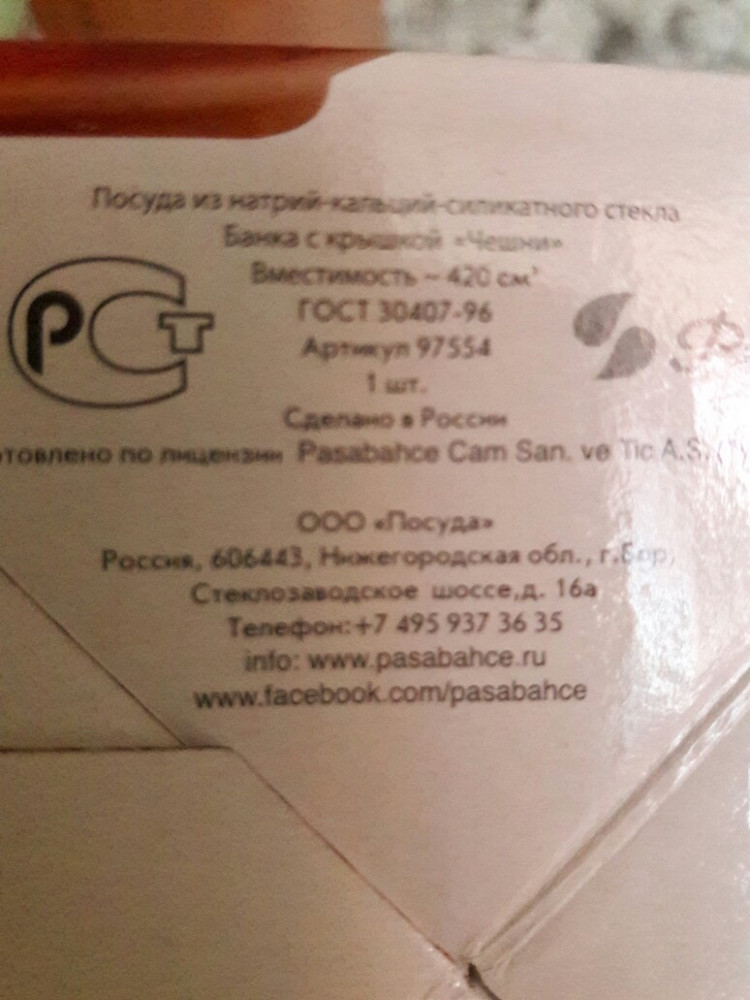 Посуда из натрий-кальций-силикатного стекла
Банка с крышкой «Чешни»
Вместимость ~ 420 см³
ГОСТ 30407-96
Артикул 97554
1 шт.
Сделано в России
отовлено по лицензии Pasabahce Cam San. ve Tic A.S.
ООО «Посуда»
Россия, 606443, Нижегородская обл., г.Бор,
Стеклозаводское шоссе,д. 16а
Телефон:+7 495 937 36 35
info: www.pasabahce.ru
www.facebook.com/pasabahce
РСТ